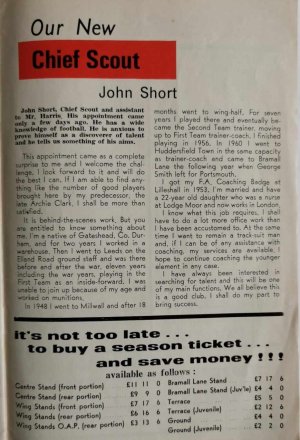 Our New
Chief Scout
John Short
John Short, Chief Scout and assistant
to Mr. Harris. His appointment came
only a few days ago. He has a wide
knowledge of football. He is anxious to
prove himself as a discoverer of talent
and he tells us something of his aims.
This appointment came as a complete
surprise to me and I welcome the chal-
lenge. I look forward to it and will do
the best I can. If I am able to find any-
thing like the number of good players
brought here by my predecessor, the
late Archie Clark, I shall be more than
satisfied.
It is behind-the-scenes work. But you
are entitled to know something about
me. I'm a native of Gateshead, Co. Dur-
ham, and for two years I worked in a
warehouse. Then I went to Leeds on the
Elland Road ground staff and was there
before and after the war, eleven years
including the war years, playing in the
First Team as an inside-forward. I was
unable to join up because of my age and
worked on munitions.
In 1948 I went to Millwall and after 18
months went to wing-half. For seven
years I played there and eventually be-
came the Second Team trainer, moving
up to First Team trainer-coach. I finished
playing in 1956. In 1960 I went to
Huddersfield Town in the same capacity
as trainer-coach and came to Bramall
Lane the following year when George
Smith left for Portsmouth.
I got my F.A. Coaching Badge at
Lilleshall in 1953. I'm married and have
a 22-year old daughter who was a nurse
at Lodge Moor and now works in London.
I know what this job requires. I shall
have to do a lot more office work than
I have been accustomed to. At the same
time I want to remain a track-suit man
and, if I can be of any assistance with
coaching, my services are available. I
hope to continue coaching the younger
element in any case.
I have always been interested in
searching for talent and this will be one
of my main functions. We all believe this
is a good club, I shall do my part to
bring success.
it's not too late . .
to buy a season ticket . . .
and save money ! ! !
available as follows :
Centre Stand (front portion) £11 11 0
Centre Stand (rear portion) £9 9 0
Wing Stands (front portion) £7 17 6
Wing Stands (rear portion) £6 16 6
Wing Stands O.A.P. (rear portion) £3 13 6
Bramall Lane Stand £7 17 6
Bramall Lane Stand (Juv'le) £4 4 0
Terrace £5 5 0
Terrace (Juvenile) £2 12 6
Ground £4 4 0
Ground (Juvenile) £2 2 0